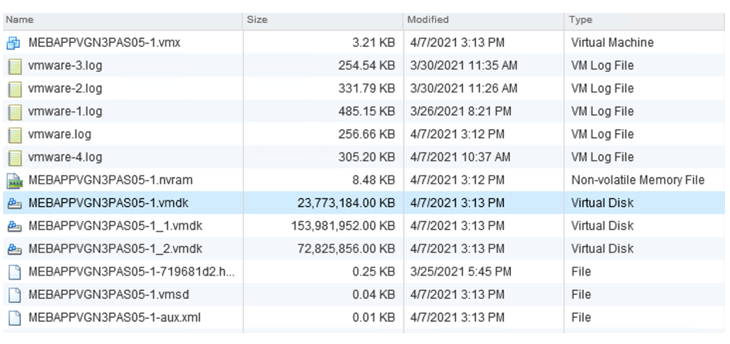 Name Size Modified Type
MEBAPPVGN3PAS05-1.vmx 3.21 KB 4/7/2021 3:13 PM Virtual Machine
vmware-3.log 254.54 KB 3/30/2021 11:35 AM VM Log File
vmware-2.log 331.79 KB 3/30/2021 11:26 AM VM Log File
vmware-1.log 485.15 KB 3/26/2021 8:21 PM VM Log File
vmware.log 256.66 KB 4/7/2021 3:12 PM VM Log File
vmware-4.log 305.20 KB 4/7/2021 10:37 AM VM Log File
MEBAPPVGN3PAS05-1.nvram 8.48 KB 4/7/2021 3:12 PM Non-volatile Memory File
MEBAPPVGN3PAS05-1.vmdk 23,773,184.00 KB 4/7/2021 3:13 PM Virtual Disk
MEBAPPVGN3PAS05-1_1.vmdk 153,981,952.00 KB 4/7/2021 3:13 PM Virtual Disk
MEBAPPVGN3PAS05-1_2.vmdk 72,825,856.00 KB 4/7/2021 3:13 PM Virtual Disk
MEBAPPVGN3PAS05-1-719681d2.h... 0.25 KB 3/25/2021 5:45 PM File
MEBAPPVGN3PAS05-1.vmsd 0.04 KB 4/7/2021 3:13 PM File
MEBAPPVGN3PAS05-1-aux.xml 0.01 KB 4/7/2021 3:13 PM File